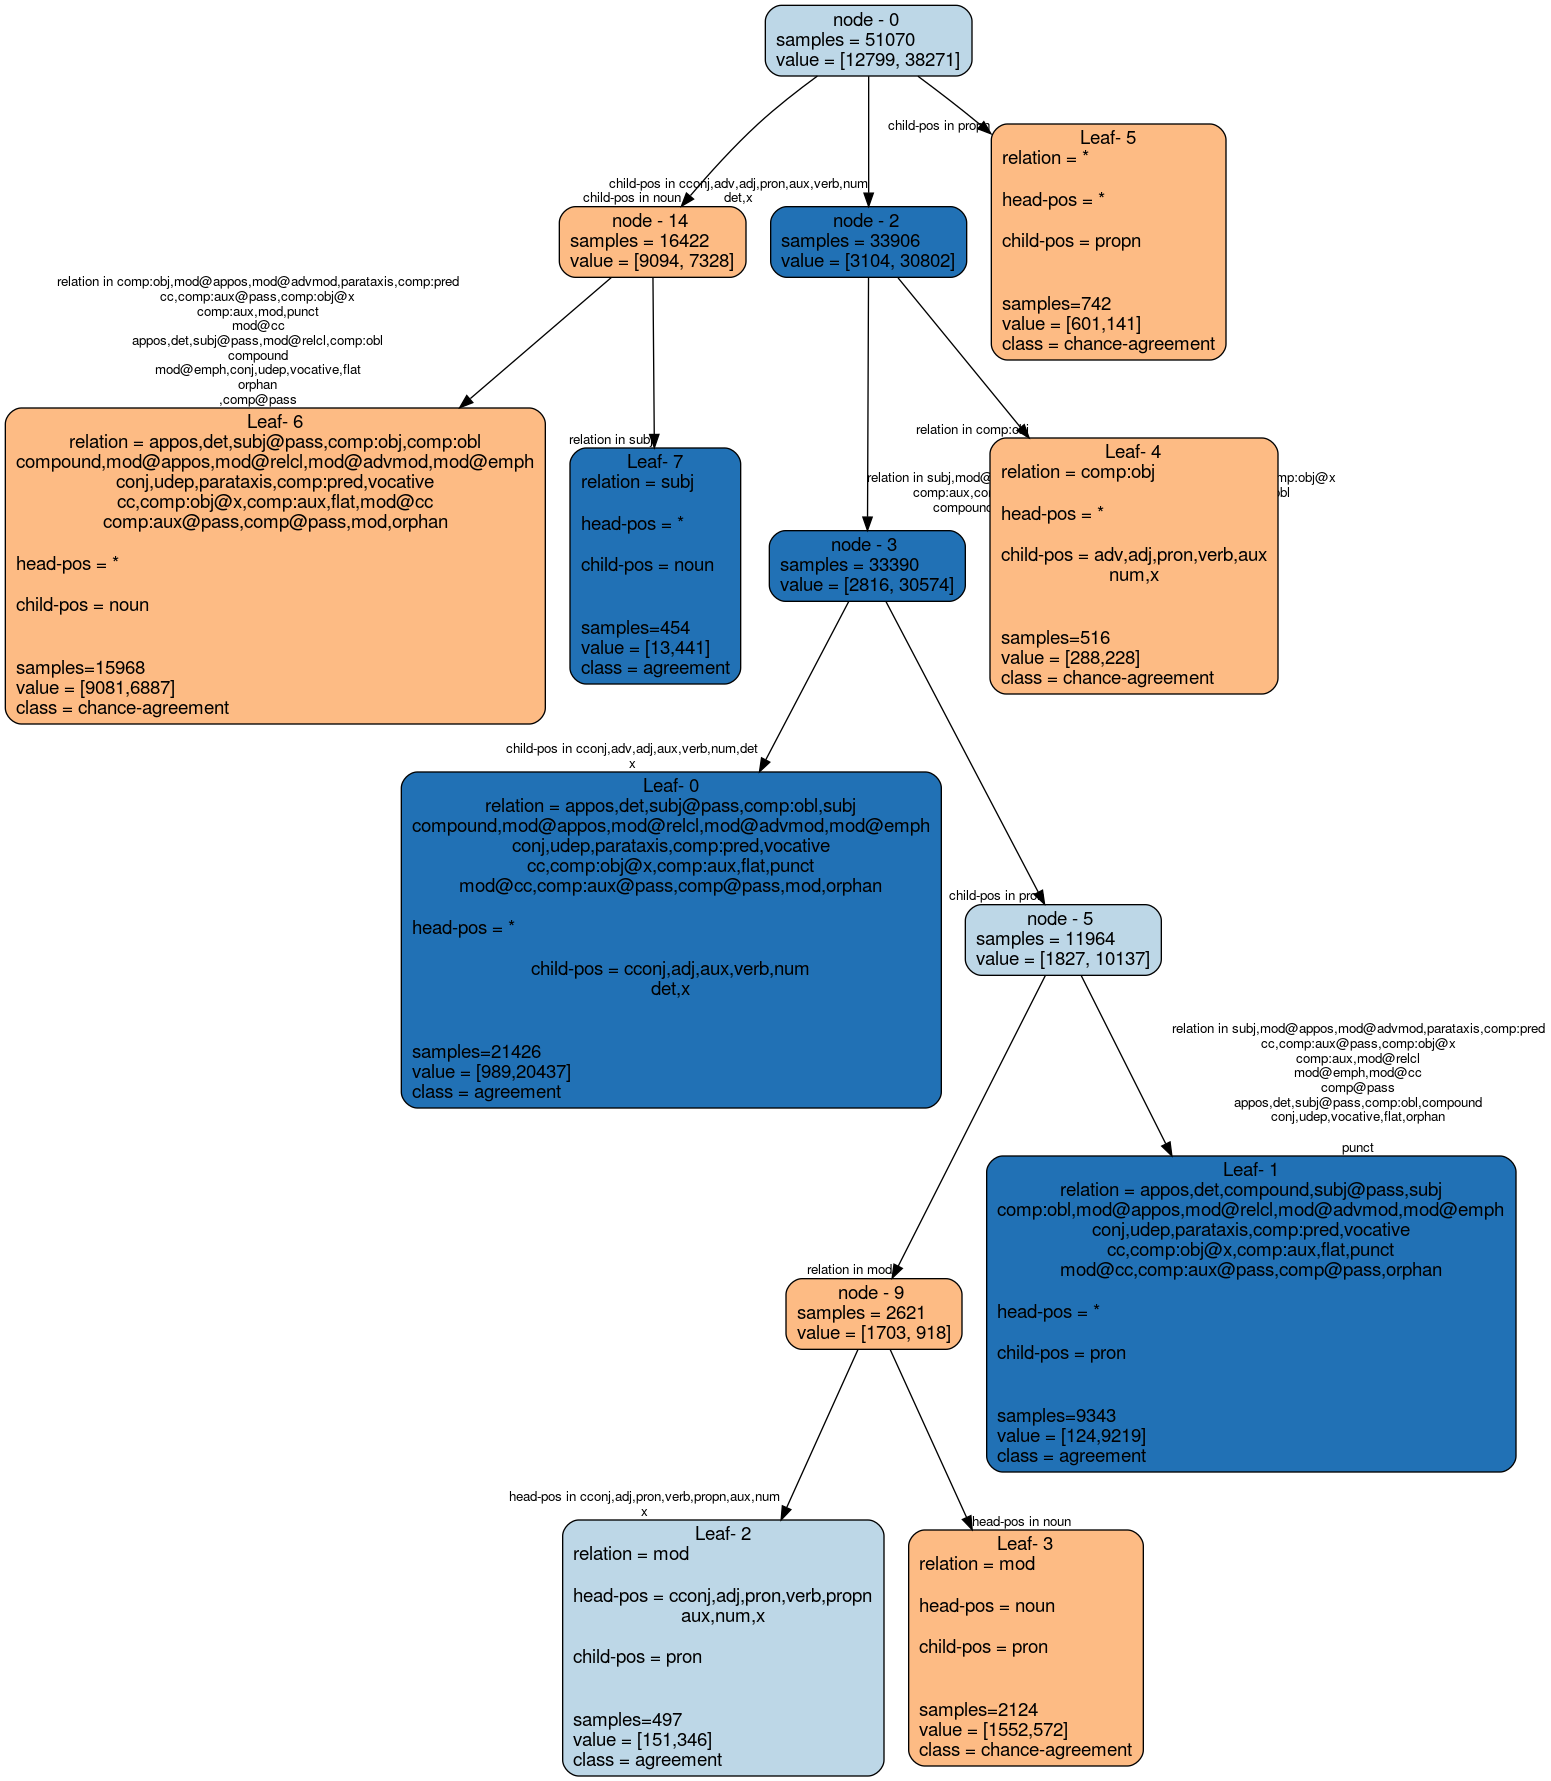 node - 0
samples = 51070
value = [12799, 38271]
child-pos in propn
Leaf- 5
relation = *
head-pos = *
child-pos = propn
samples=742
value = [601,141]
class = chance-agreement
child-pos in noun
node - 14
samples = 16422
value = [9094, 7328]
child-pos in cconj,adv,adj,pron,aux,verb,num
det,x
node - 2
samples = 33906
value = [3104, 30802]
relation in comp:obj,mod@appos,mod@advmod,parataxis,comp:pred
cc,comp:aux@pass,comp:obj@x
comp:aux,mod,punct
mod@cc
appos,det,subj@pass,mod@relcl,comp:obl
compound
mod@emph,conj,udep,vocative,flat
orphan
,comp@pass
Leaf- 6
relation = appos,det,subj@pass,comp:obj,comp:obl
compound,mod@appos,mod@relcl,mod@advmod,mod@emph
conj,udep,parataxis,comp:pred,vocative
cc,comp:obj@x,comp:aux,flat,mod@cc
comp:aux@pass,comp@pass,mod,orphan
head-pos = *
child-pos = noun
samples=15968
value = [9081,6887]
class = chance-agreement
relation in subj
Leaf- 7
relation = subj
head-pos = *
child-pos = noun
samples=454
value = [13,441]
class = agreement
relation in comp:obj
Leaf- 4
relation = comp:obj
head-pos = *
child-pos = adv,adj,pron,verb,aux
num,x
samples=516
value = [288,228]
class = chance-agreement
relation in subj,mod@
node - 3
samples = 33390
value = [2816, 30574]
child-pos in cconj,adv,adj,aux,verb,num,det
x
Leaf- 0
relation = appos,det,subj@pass,comp:obl,subj
compound,mod@appos,mod@relcl,mod@advmod,mod@emph
conj,udep,parataxis,comp:pred,vocative
cc,comp:obj@x,comp:aux,flat,punct
mod@cc,comp:aux@pass,comp@pass,mod,orphan
head-pos = *
child-pos = cconj,adj,aux,verb,num
det,x
samples=21426
value = [989,20437]
class = agreement
child-pos in pron
node - 5
samples = 11964
value = [1827, 10137]
relation in subj,mod@appos,mod@advmod,parataxis,comp:pred
cc,comp:aux@pass,comp:obj@x
comp:aux,mod@relcl
mod@emph,mod@cc
comp@pass
appos,det,subj@pass,comp:obl,compound
conj,udep,vocative,flat,orphan
punct
Leaf- 1
relation = appos,det,compound,subj@pass,subj
comp:obl,mod@appos,mod@relcl,mod@advmod,mod@emph
conj,udep,parataxis,comp:pred,vocative
cc,comp:obj@x,comp:aux,flat,punct
mod@cc,comp:aux@pass,comp@pass,orphan
head-pos = *
child-pos = pron
samples=9343
value = [124,9219]
class = agreement
relation in mod
node - 9
samples = 2621
value = [1703, 918]
head-pos in cconj,adj,pron,verb,propn,aux,num
x
Leaf- 2
relation = mod
head-pos = cconj,adj,pron,verb,propn
aux,num,x
child-pos = pron
samples=497
value = [151,346]
class = agreement
head-pos in noun
Leaf- 3
relation = mod
head-pos = noun
child-pos = pron
samples=2124
value = [1552,572]
class = chance-agreement